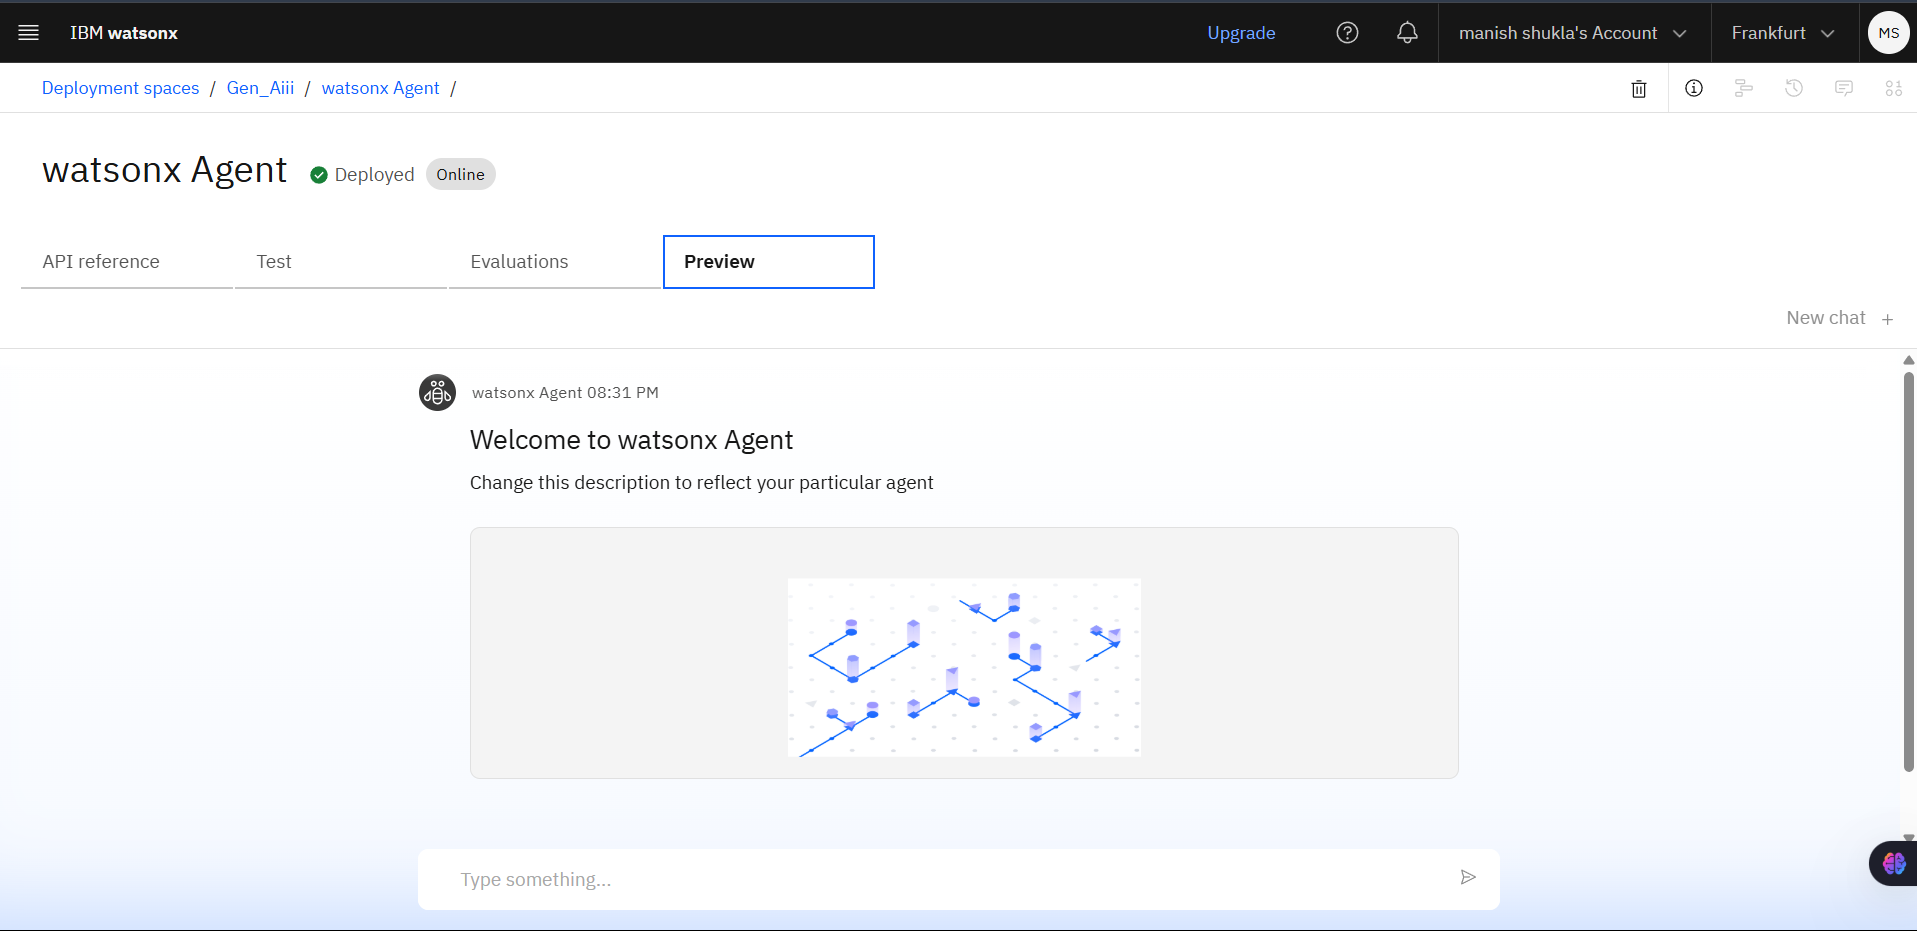 IBM watsonx
Upgrade
manish shukla's Account
Frankfurt
MS
Deployment spaces / Gen_Aiii / watsonx Agent /
watsonx Agent
Deployed
Online
API reference
Test
Evaluations
Preview
New chat +
watsonx Agent 08:31 PM
Welcome to watsonx Agent
Change this description to reflect your particular agent
Type something...